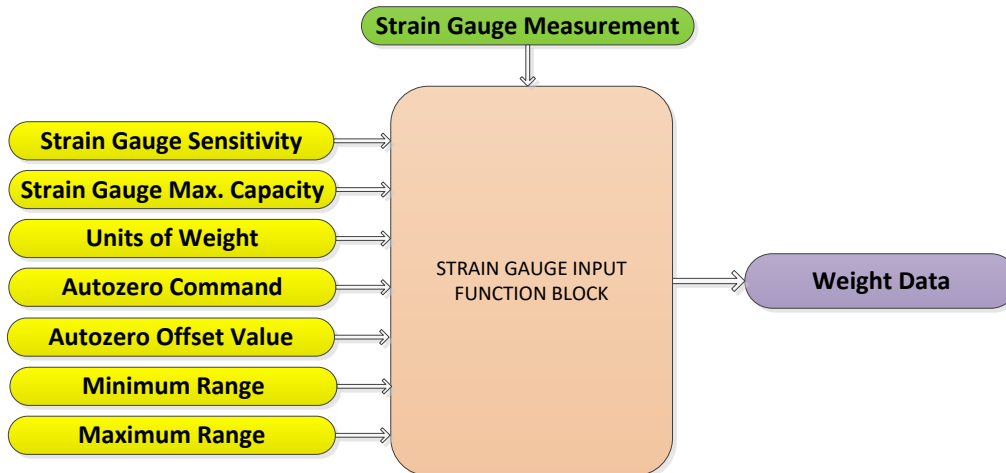 Strain Gauge Measurement
Strain Gauge Sensitivity
Strain Gauge Max. Capacity
Units of Weight
Autozero Command
Autozero Offset Value
Minimum Range
Maximum Range
STRAIN GAUGE INPUT
FUNCTION BLOCK
Weight Data